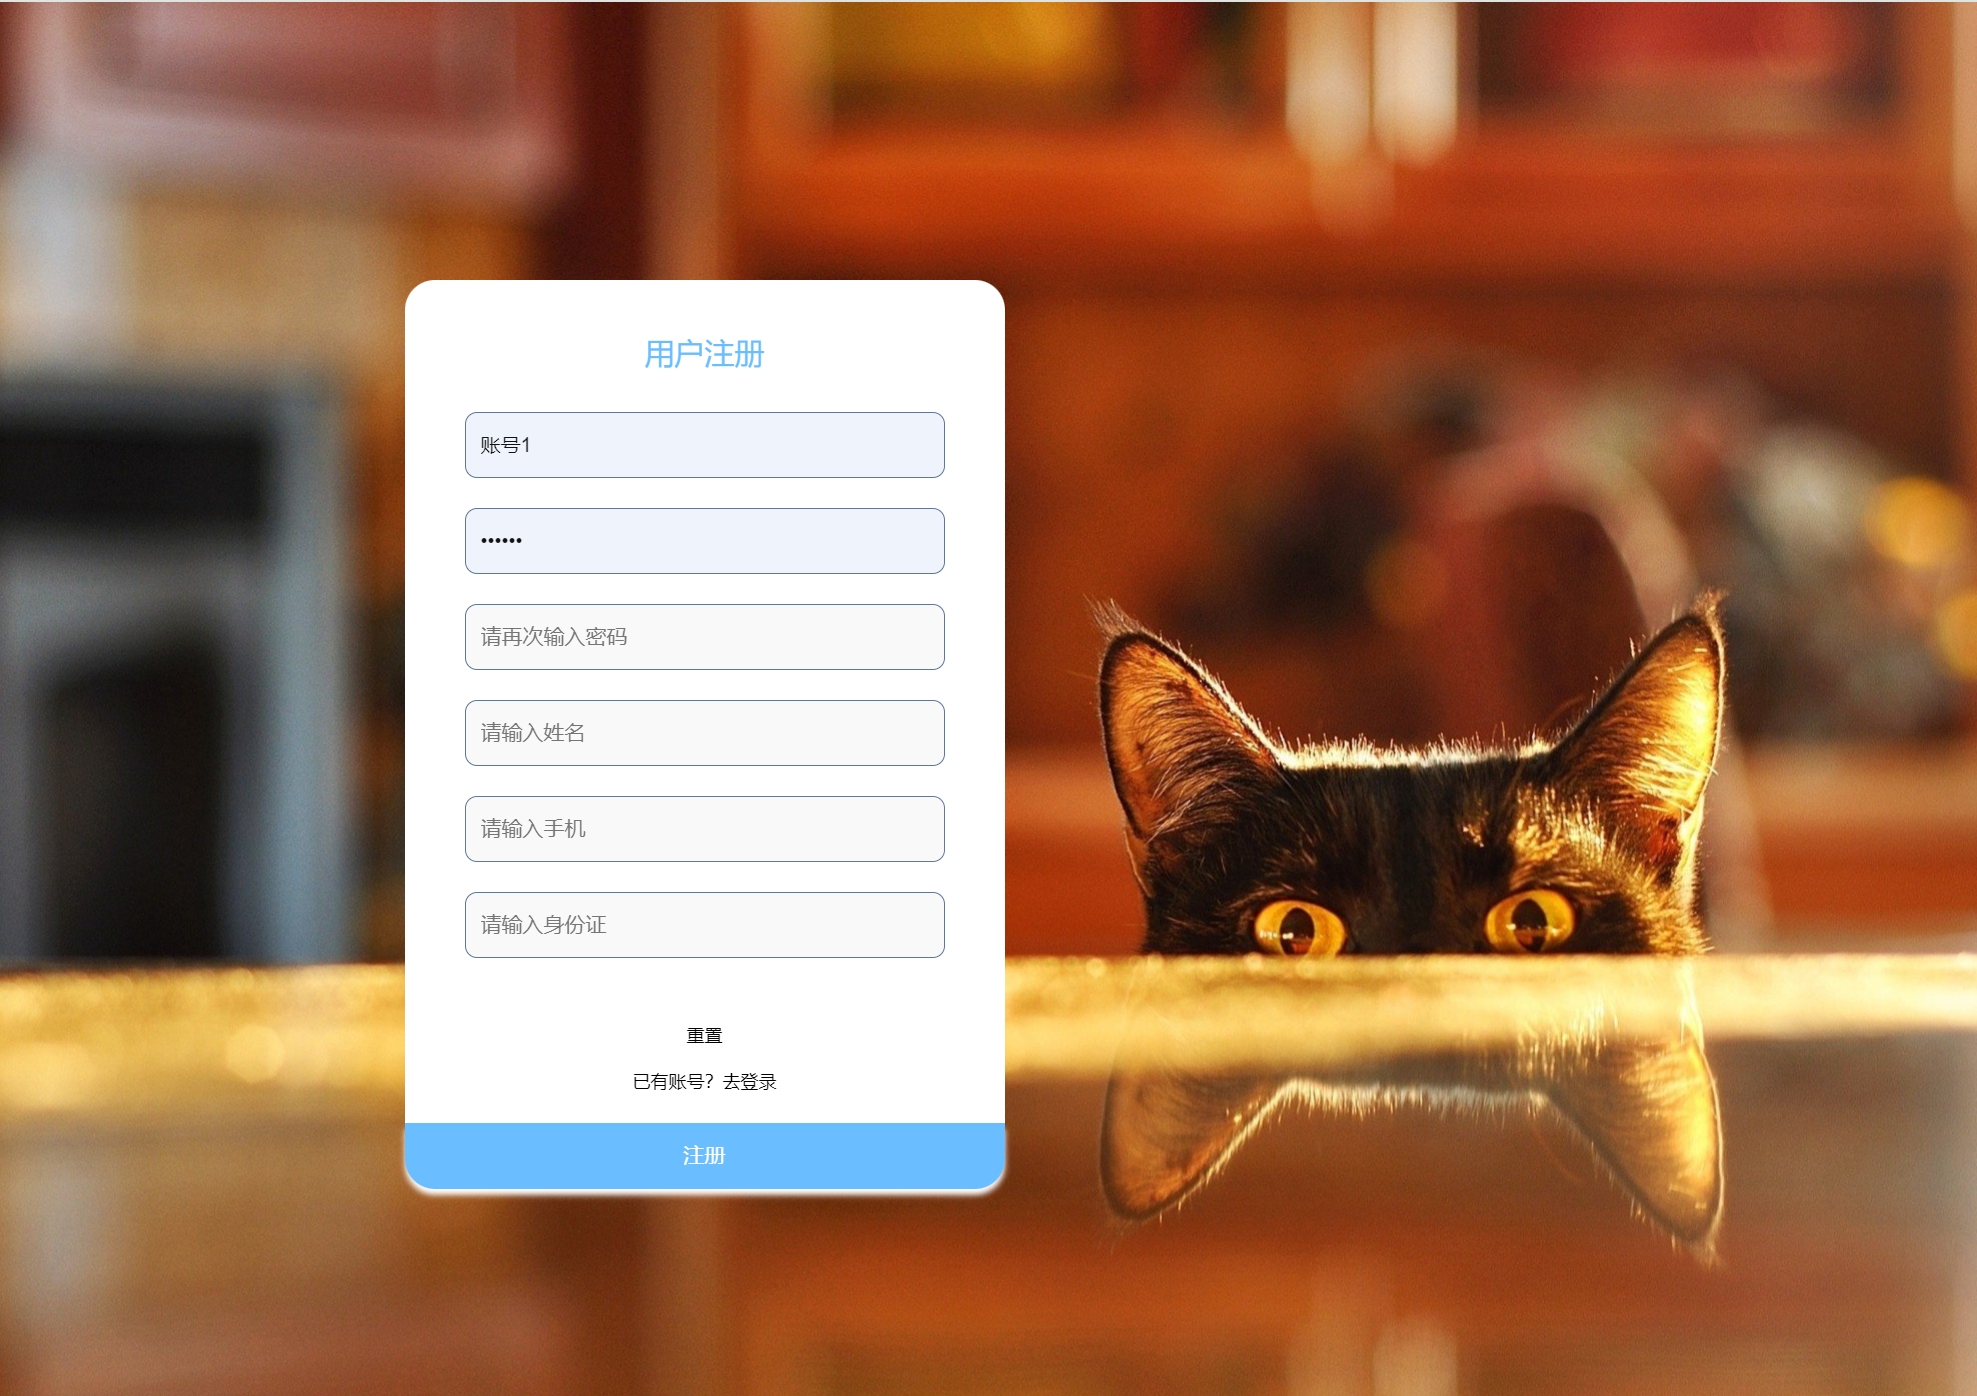 用户注册
账号1
••••••
请再次输入密码
请输入姓名
请输入手机
请输入身份证
重置
已有账号？去登录
注册